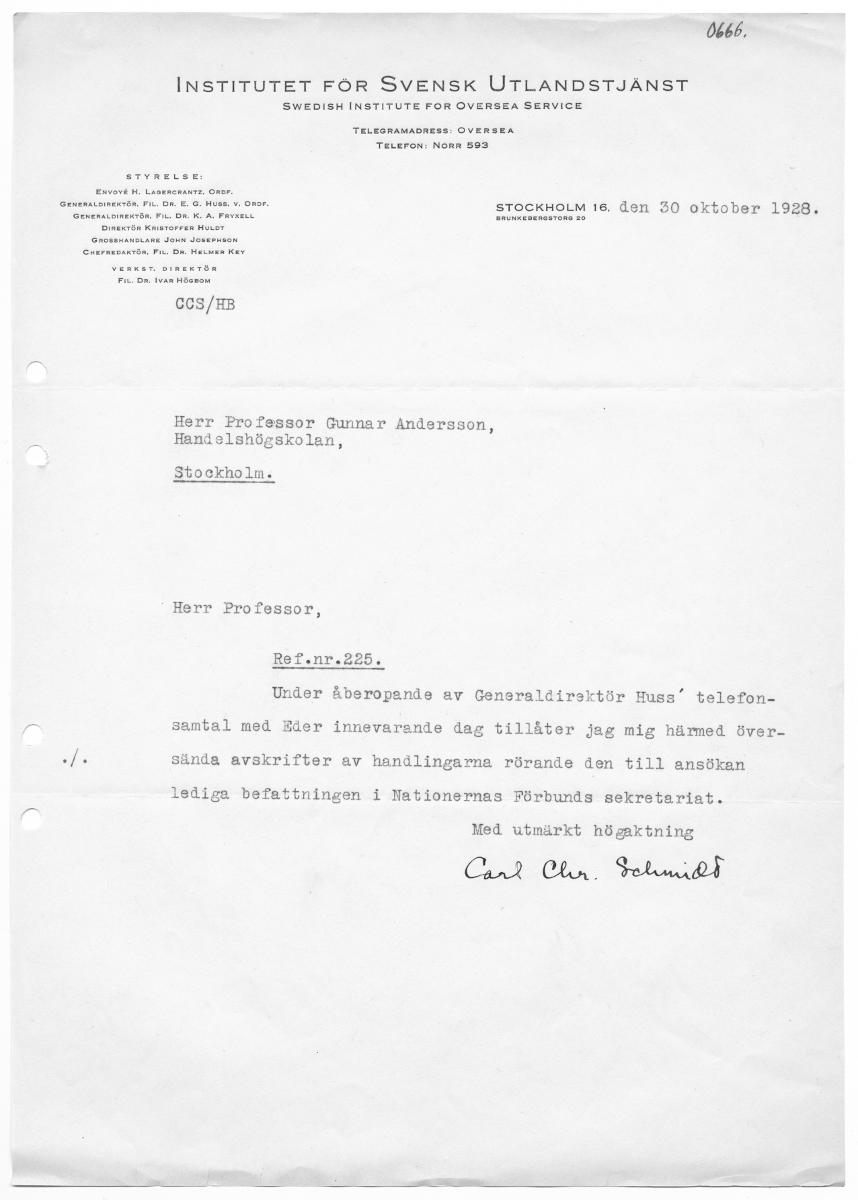 0666.
INSTITUTET FÖR SVENSK UTLANDSTJÄNST
SWEDISH INSTITUTE FOR OVERSEA SERVICE
TELEGRAMADRESS: OVERSEA
TELEFON: NORR 593
STYRELSE:
ENVOYÉ H. LAGERCRANTZ, ORDF.
GENERALDIREKTÖR, FIL. DR. E. G. HUSS, V. ORDF.
GENERALDIREKTÖR, FIL. DR. K. A. FRYXELL
DIREKTÖR KRISTOFFER HULDT
GROSSHANDLARE JOHN JOSEPHSON
CHEFREDAKTÖR, FIL. DR. HELMER KEY
VERKST. DIREKTÖR
FIL. DR. IVAR HÖGBOM
STOCKHOLM 16, den 30 oktober 1928.
BRUNKEBERGSTORG 20
CCS/HB
Herr Professor Gunnar Andersson,
Handelshögskolan,
Stockholm.
Herr Professor,
Ref.nr.225.
Under åberopande av Generaldirektör Huss' telefon-
samtal med Eder innevarande dag tillåter jag mig härmed över-
./. sända avskrifter av handlingarna rörande den till ansökan
lediga befattningen i Nationernas Förbunds sekretariat.
Med utmärkt högaktning
Carl Chr. Schmidt